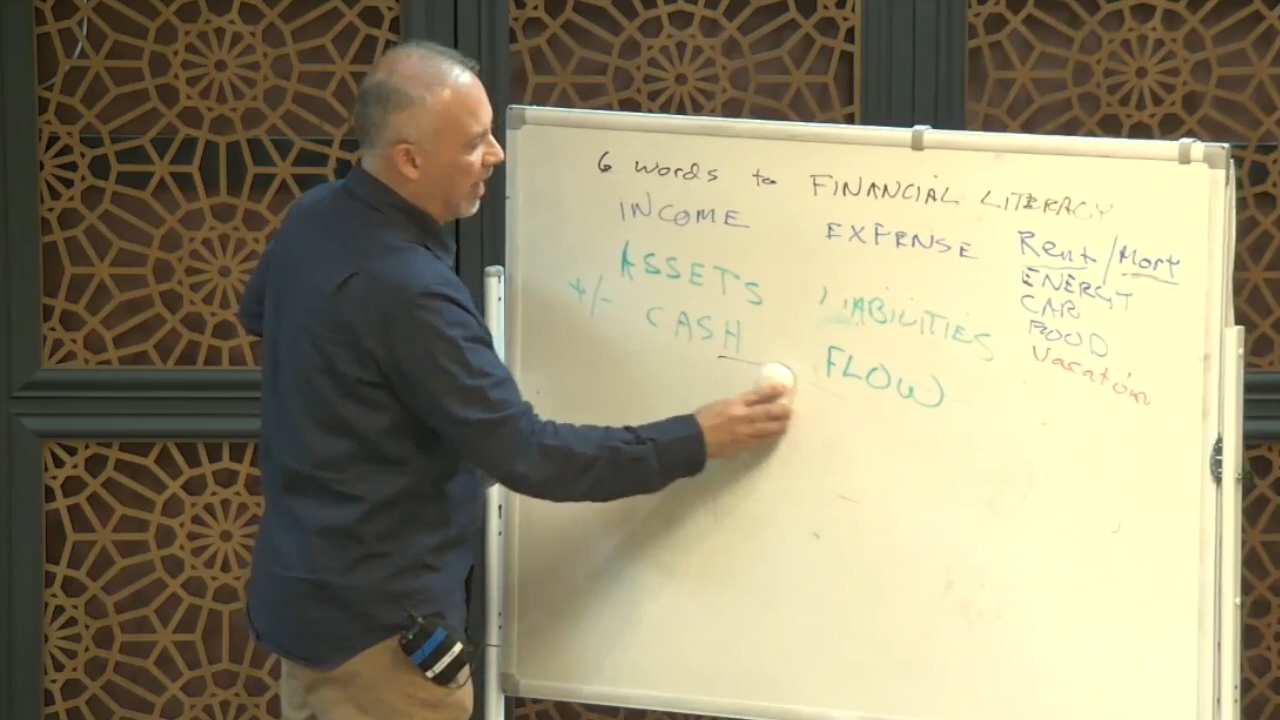 6 words to FINANCIAL LITERACY
INCOME EXPENSE Rent/Mort
ENERGY
ASSETS LIABILITIES CAR
+/- CASH FLOW FOOD
Vacation